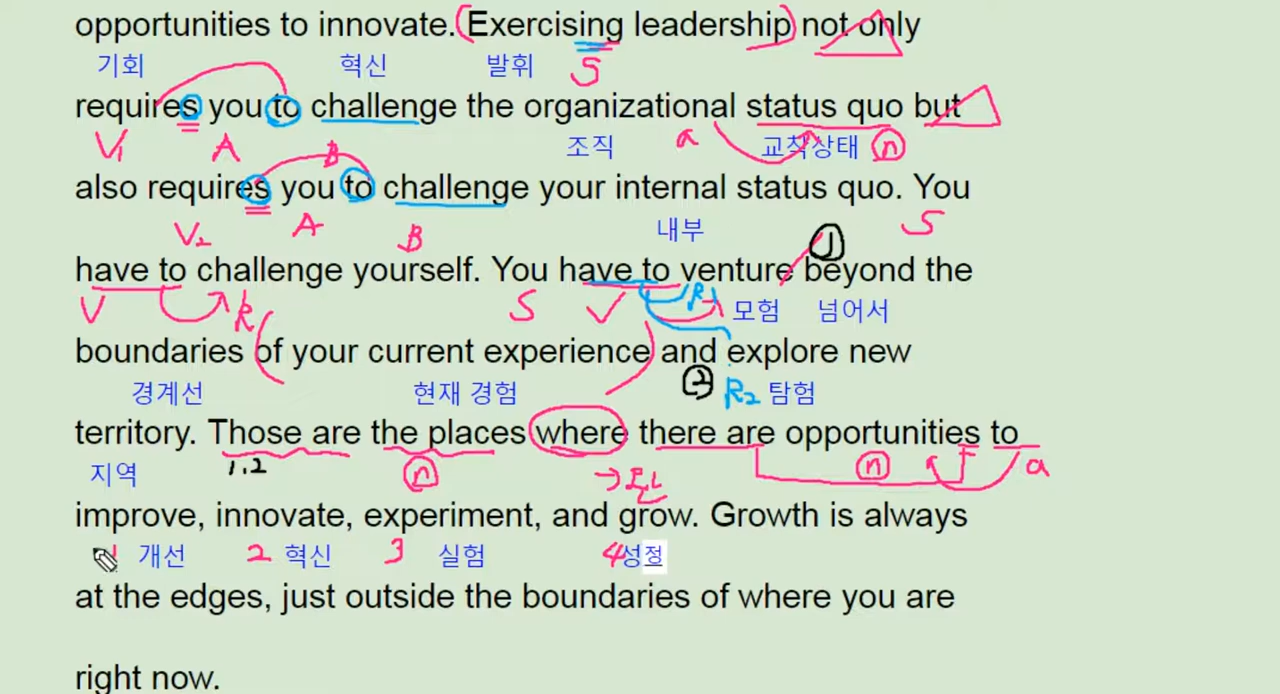 opportunities to innovate. (Exercising leadership) not only
기회 혁신 발휘 S
requires you to challenge the organizational status quo but
V1 A B 조직 a 교착상태 n
also requires you to challenge your internal status quo. You
V2 A B 내부 S
1
have to challenge yourself. You have to venture beyond the
V R S V R1 모험 넘어서
boundaries (of your current experience) and explore new
경계선 현재 경험 2 R2 탐험
territory. Those are the places where there are opportunities to
지역 1.2 n → n a
improve, innovate, experiment, and grow. Growth is always
1 개선 2 혁신 3 실험 4 성정
at the edges, just outside the boundaries of where you are
right now.